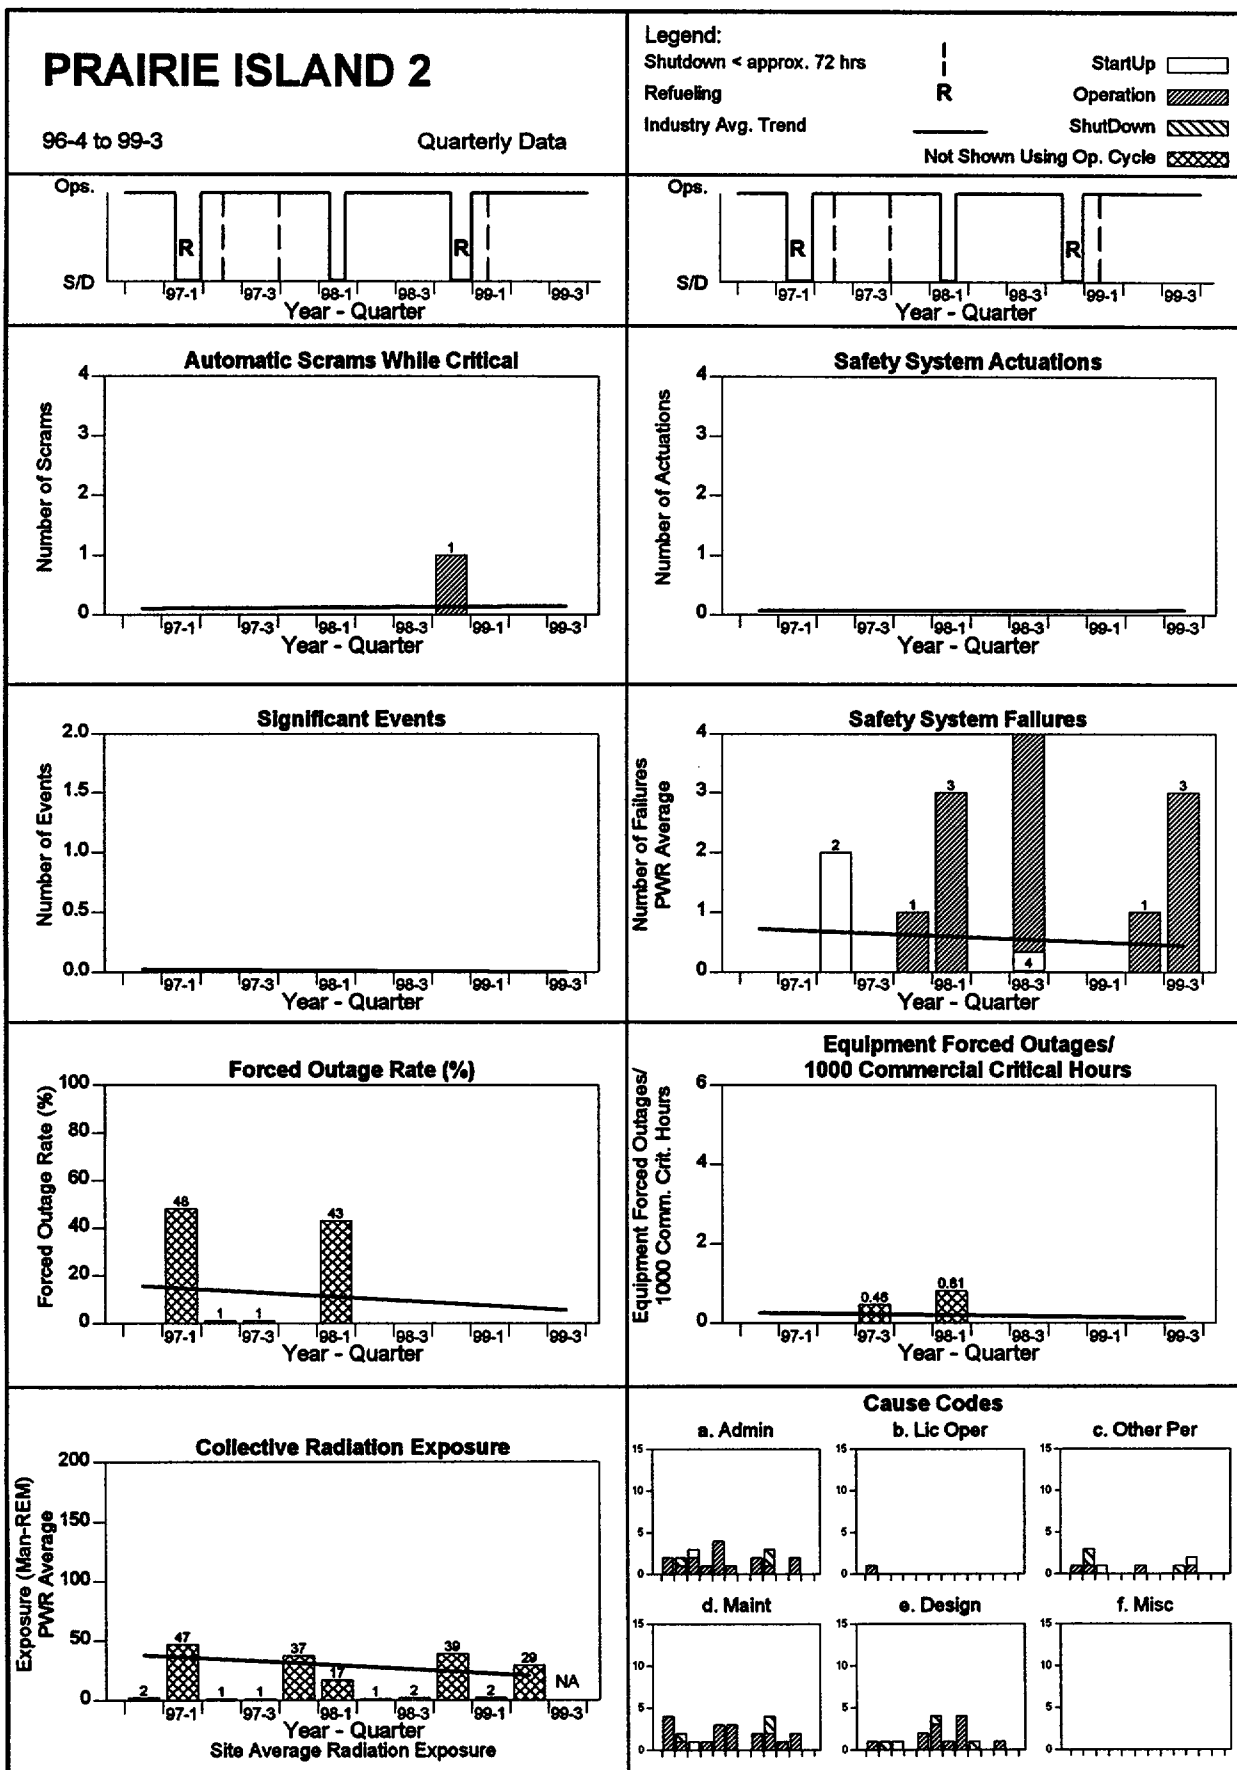 PRAIRIE ISLAND 2
96-4 to 99-3 Quarterly Data
Legend:
Shutdown < approx. 72 hrs
Refueling R
Industry Avg. Trend
StartUp
Operation
ShutDown
Not Shown Using Op. Cycle
Ops.
R R
S/D
97-1 97-3 98-1 98-3 99-1 99-3
Year - Quarter
Ops.
R R
S/D
97-1 97-3 98-1 98-3 99-1 99-3
Year - Quarter
Automatic Scrams While Critical
Number of Scrams
4
3
2
1
0
1
97-1 97-3 98-1 98-3 99-1 99-3
Year - Quarter
Safety System Actuations
Number of Actuations
4
3
2
1
0
97-1 97-3 98-1 98-3 99-1 99-3
Year - Quarter
Significant Events
Number of Events
2.0
1.5
1.0
0.5
0.0
97-1 97-3 98-1 98-3 99-1 99-3
Year - Quarter
Safety System Failures
Number of Failures
PWR Average
4
3
2
1
0
2 1 3 4 1 3
97-1 97-3 98-1 98-3 99-1 99-3
Year - Quarter
Forced Outage Rate (%)
Forced Outage Rate (%)
100
80
60
40
20
0
48 1 1 43
97-1 97-3 98-1 98-3 99-1 99-3
Year - Quarter
Equipment Forced Outages/
1000 Commercial Critical Hours
Equipment Forced Outages/
1000 Comm. Crit. Hours
6
4
2
0
0.46 0.81
97-1 97-3 98-1 98-3 99-1 99-3
Year - Quarter
Collective Radiation Exposure
Exposure (Man-REM)
PWR Average
200
150
100
50
0
2 47 1 1 37 17 1 2 39 2 29 NA
97-1 97-3 98-1 98-3 99-1 99-3
Year - Quarter
Site Average Radiation Exposure
Cause Codes
a. Admin
15
10
5
0
b. Lic Oper
15
10
5
0
c. Other Per
15
10
5
0
d. Maint
15
10
5
0
e. Design
15
10
5
0
f. Misc
15
10
5
0